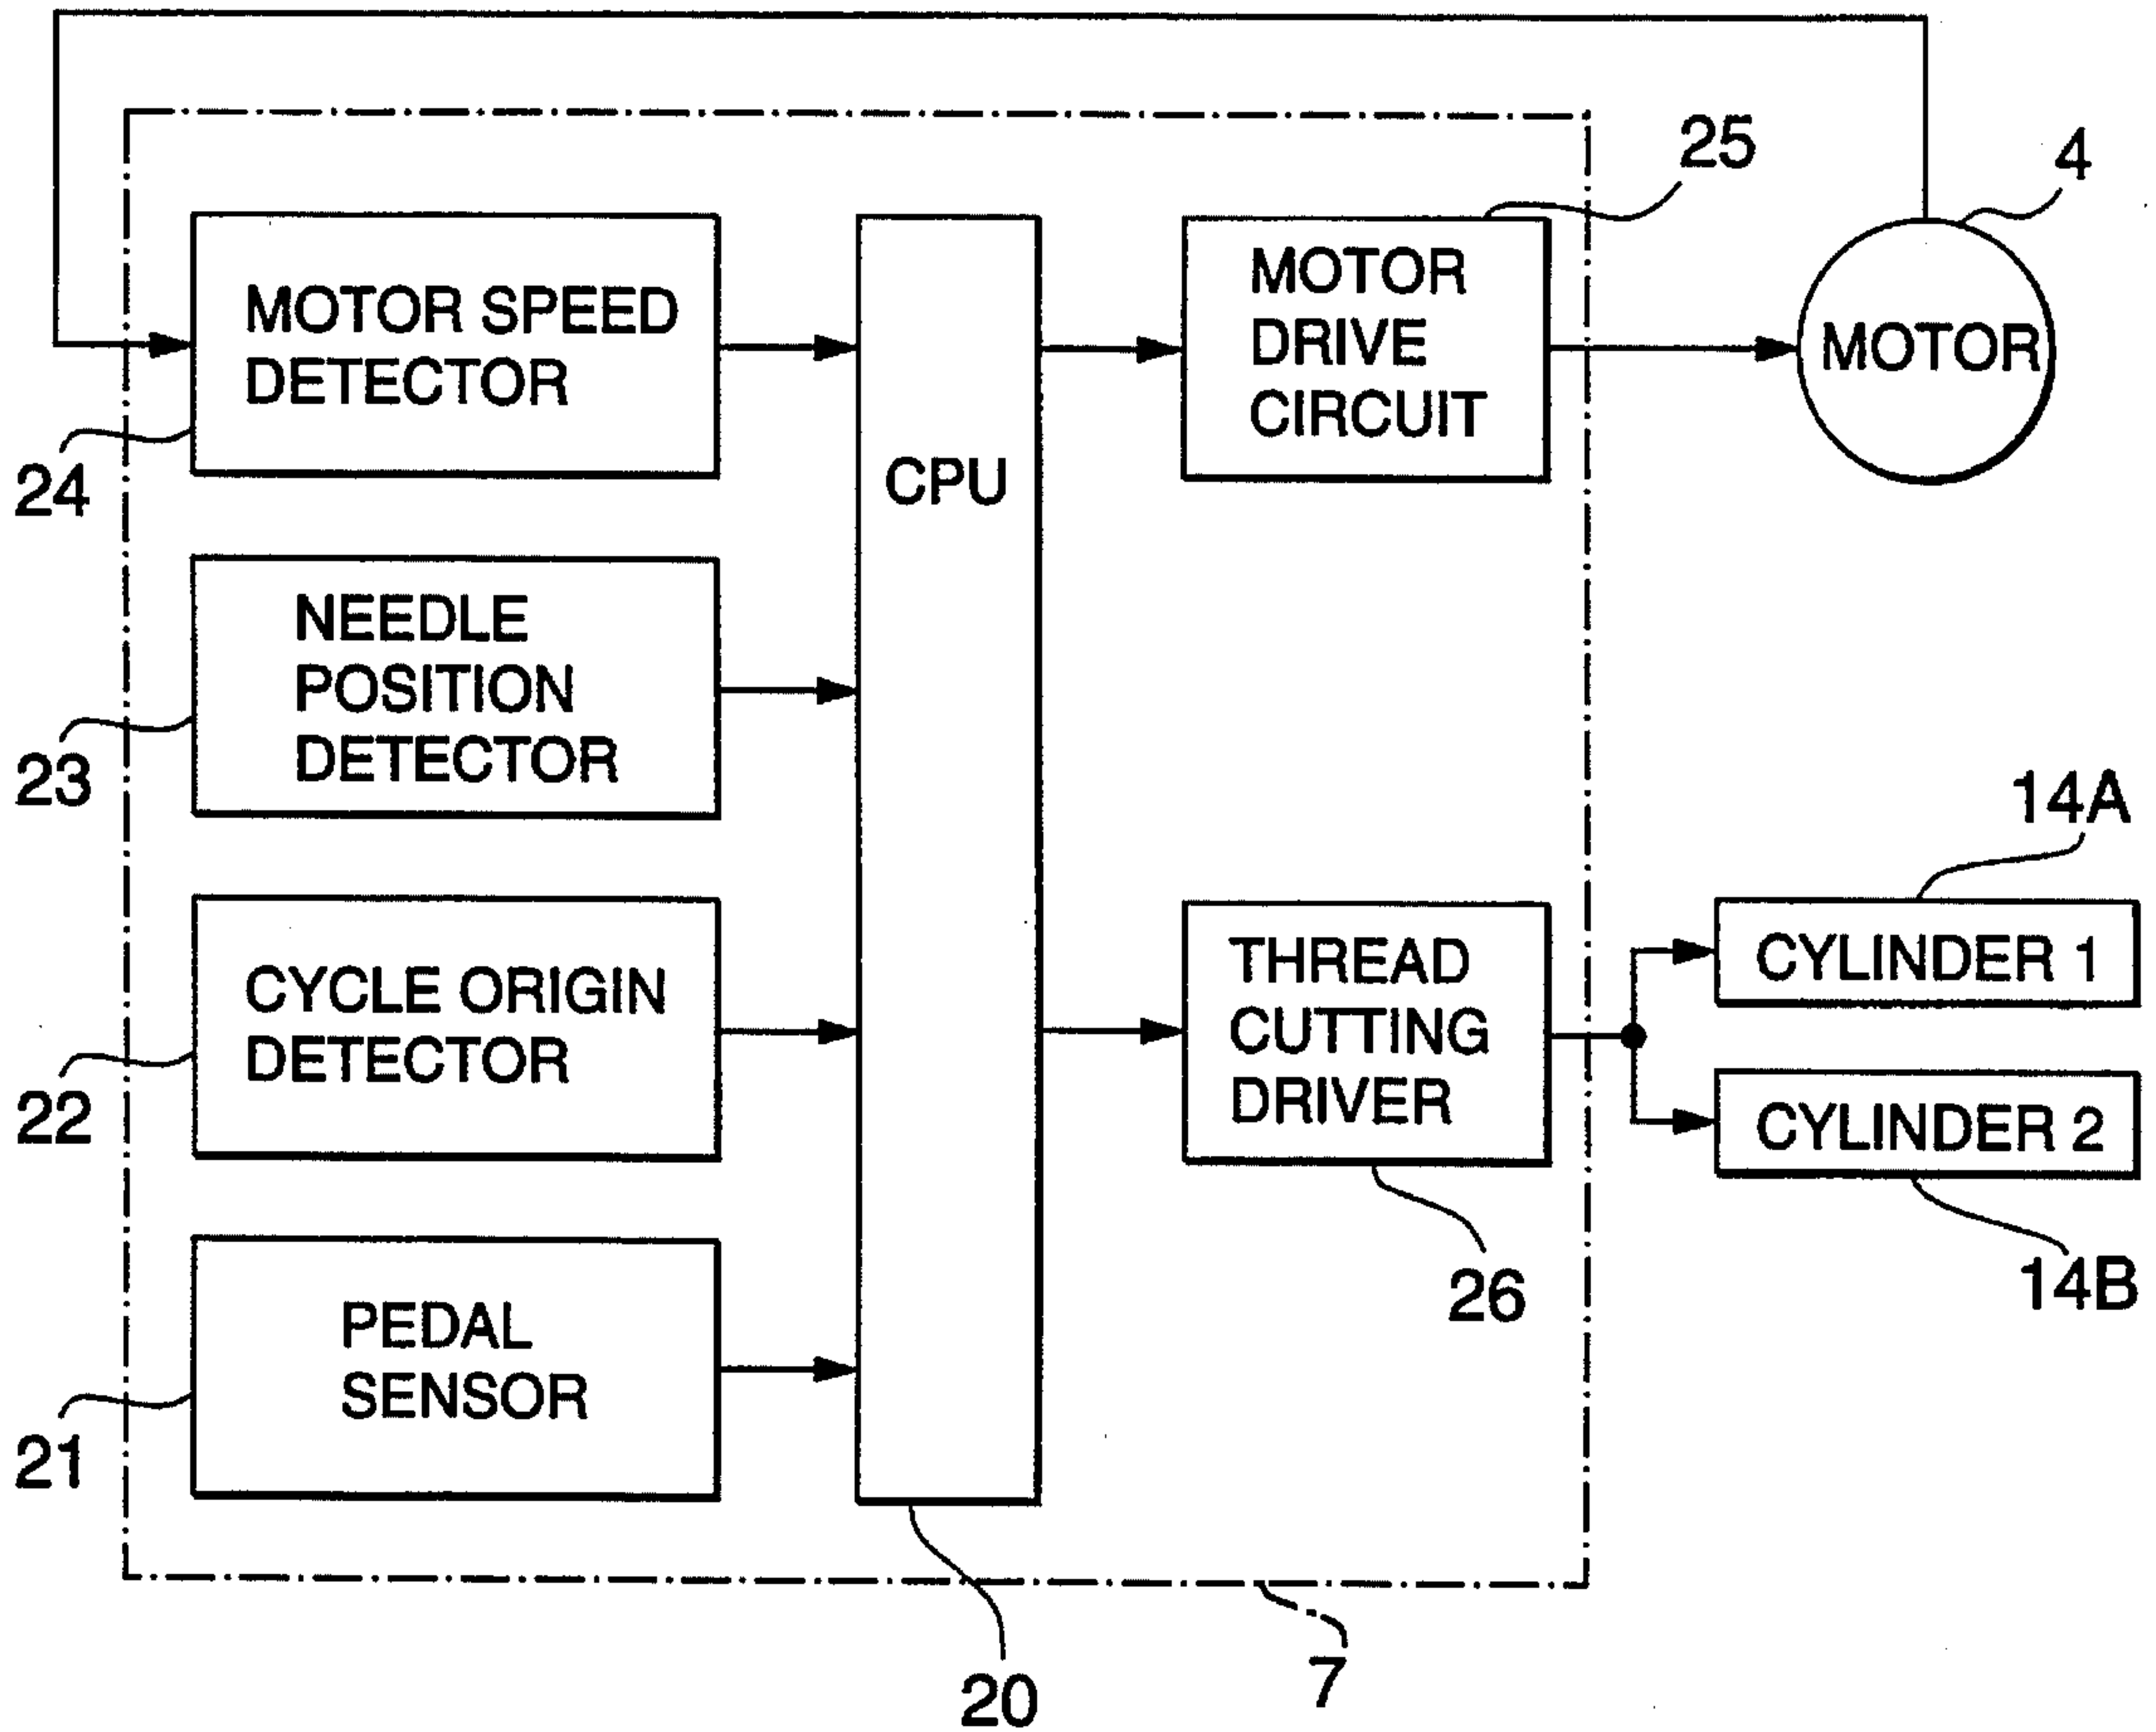 25
4
MOTOR SPEED
DETECTOR
24
CPU
MOTOR
DRIVE
CIRCUIT
MOTOR
NEEDLE
POSITION
DETECTOR
23
14A
CYCLE ORIGIN
DETECTOR
22
THREAD
CUTTING
DRIVER
CYLINDER 1
CYLINDER 2
26
14B
PEDAL
SENSOR
21
20
7